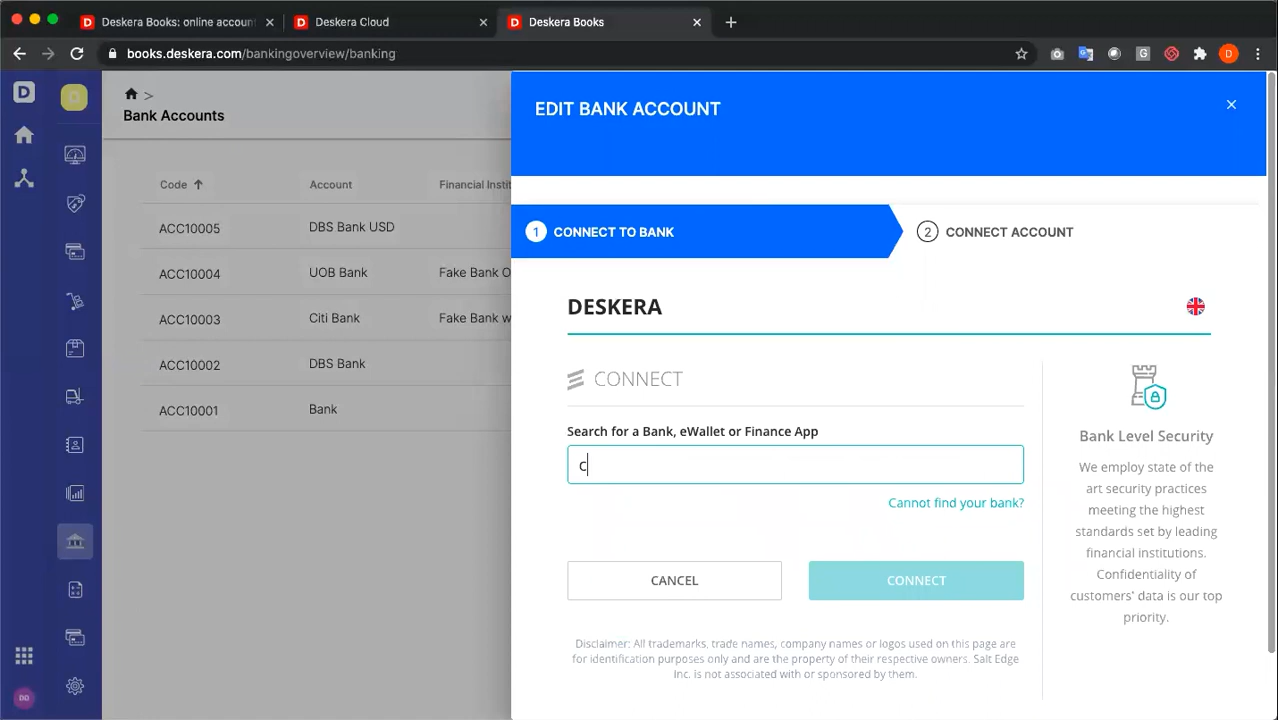 Deskera Books: online account
Deskera Cloud
Deskera Books
books.deskera.com/bankingoverview/banking
D
>
Bank Accounts
Code
Account
Financial Instit
ACC10005
DBS Bank USD
ACC10004
UOB Bank
Fake Bank O
ACC10003
Citi Bank
Fake Bank w
ACC10002
DBS Bank
ACC10001
Bank
DD
EDIT BANK ACCOUNT
1 CONNECT TO BANK
2 CONNECT ACCOUNT
DESKERA
CONNECT
Search for a Bank, eWallet or Finance App
c
Cannot find your bank?
CANCEL
CONNECT
Disclaimer: All trademarks, trade names, company names or logos used on this page are
for identification purposes only and are the property of their respective owners. Salt Edge
Inc. is not associated with or sponsored by them.
Bank Level Security
We employ state of the
art security practices
meeting the highest
standards set by leading
financial institutions.
Confidentiality of
customers' data is our top
priority.